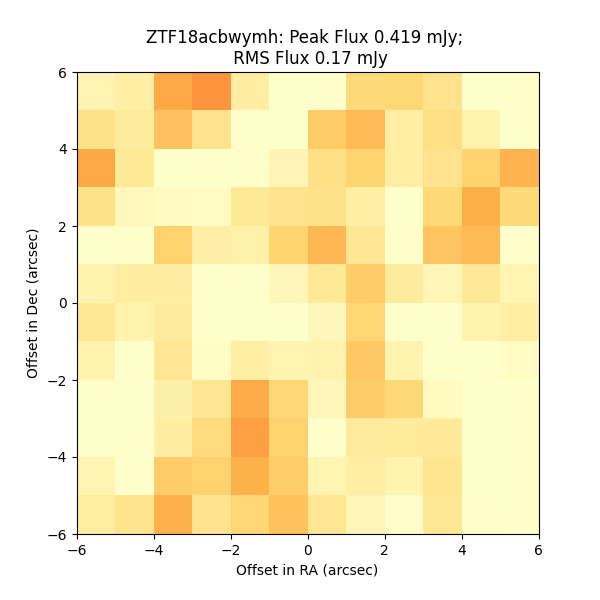 ZTF18acbwymh: Peak Flux 0.419 mJy;
RMS Flux 0.17 mJy
6
4
2
0
−2
−4
−6
Offset in Dec (arcsec)
−6 −4 −2 0 2 4 6
Offset in RA (arcsec)